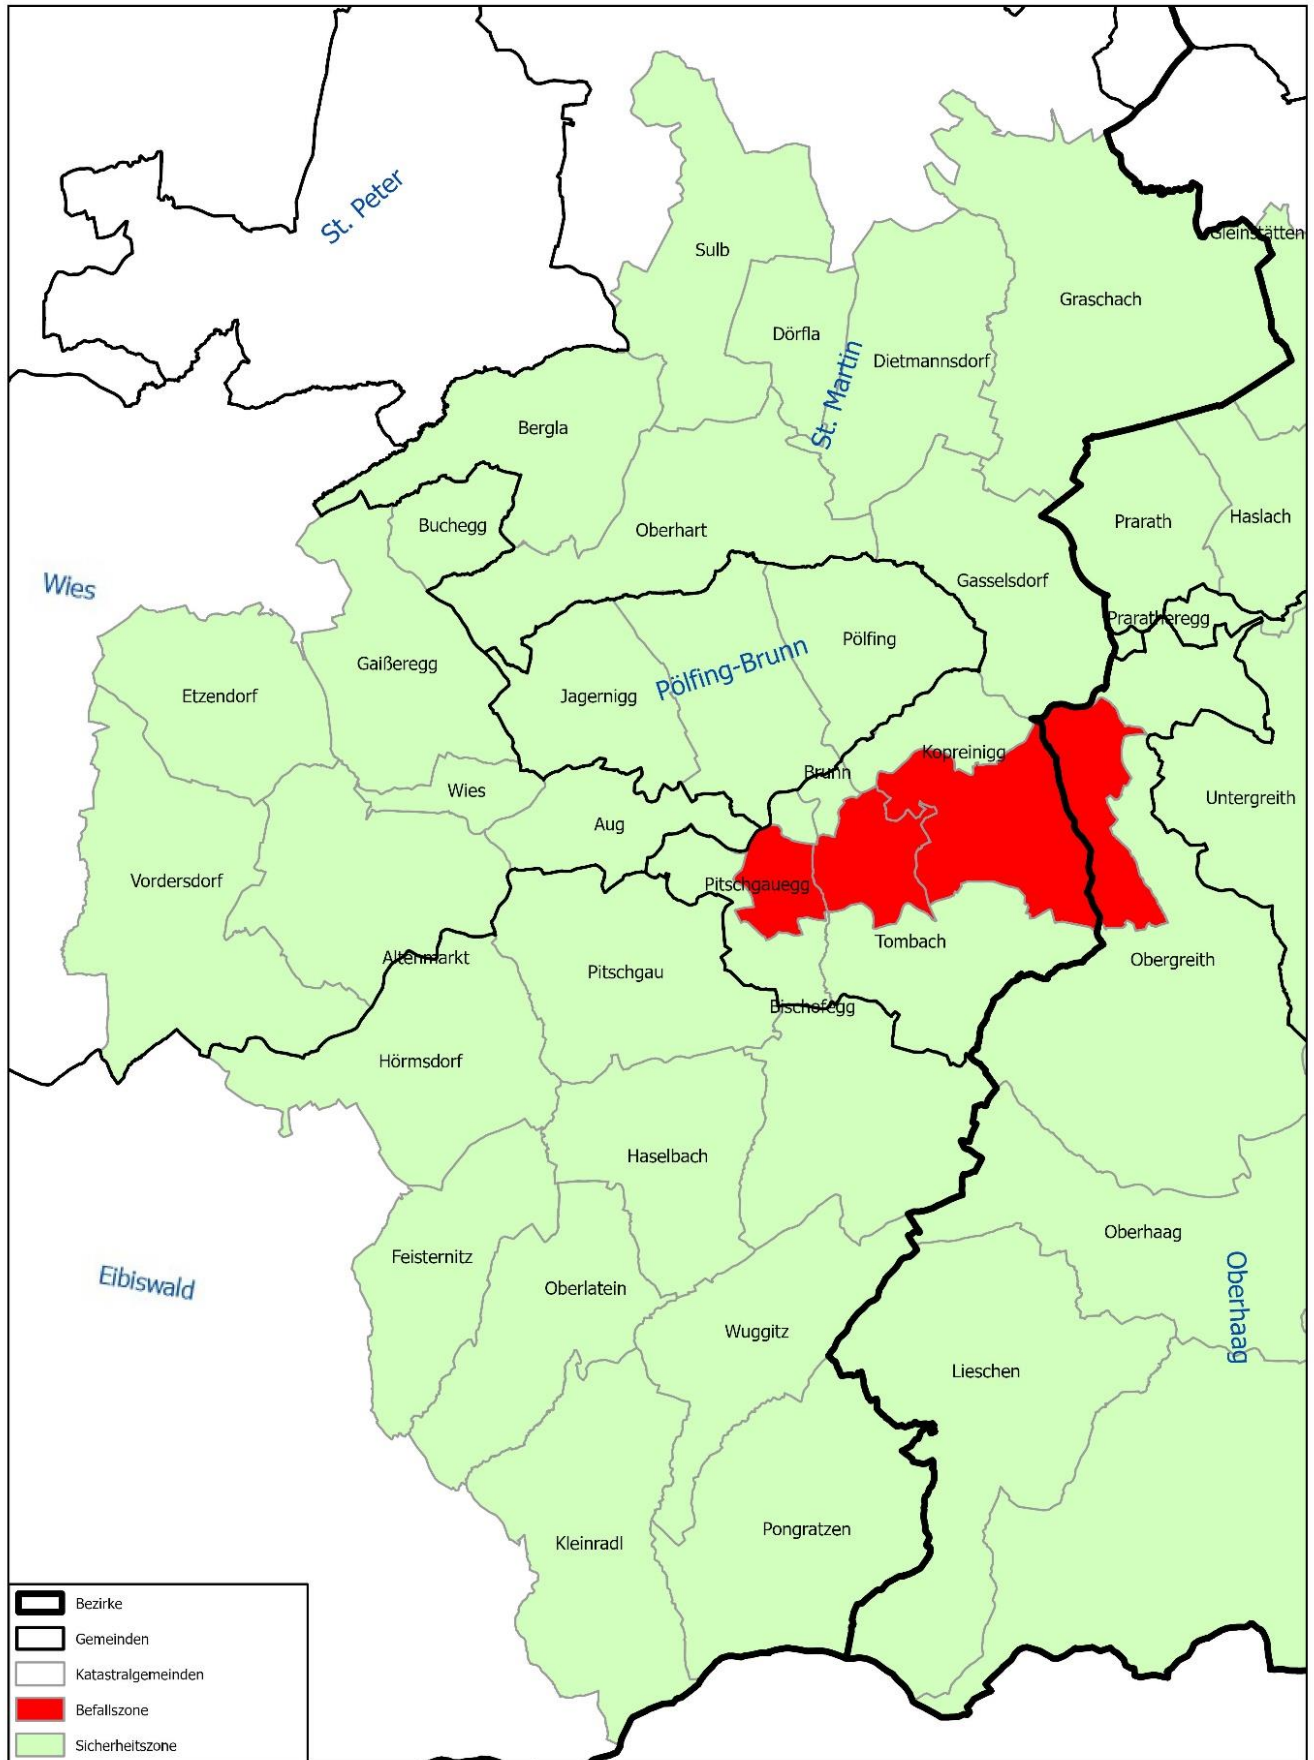 St. Peter
Sulb
Gleinstätten
Graschach
Dörfla
Dietmannsdorf
St. Martin
Bergla
Buchegg
Oberhart
Prarath
Haslach
Wies
Gasselsdorf
Praratheregg
Pölfing
Gaißeregg
Etzendorf
Jagernigg
Pölfing-Brunn
Kopreinigg
Brunn
Wies
Untergreith
Aug
Vordersdorf
Pitschgauegg
Tombach
Altenmarkt
Pitschgau
Obergreith
Bischofegg
Hörmsdorf
Haselbach
Oberhaag
Feisternitz
Eibiswald
Oberlatein
Oberhaag
Wuggitz
Lieschen
Pongratzen
Kleinradl
Bezirke
Gemeinden
Katastralgemeinden
Befallszone
Sicherheitszone